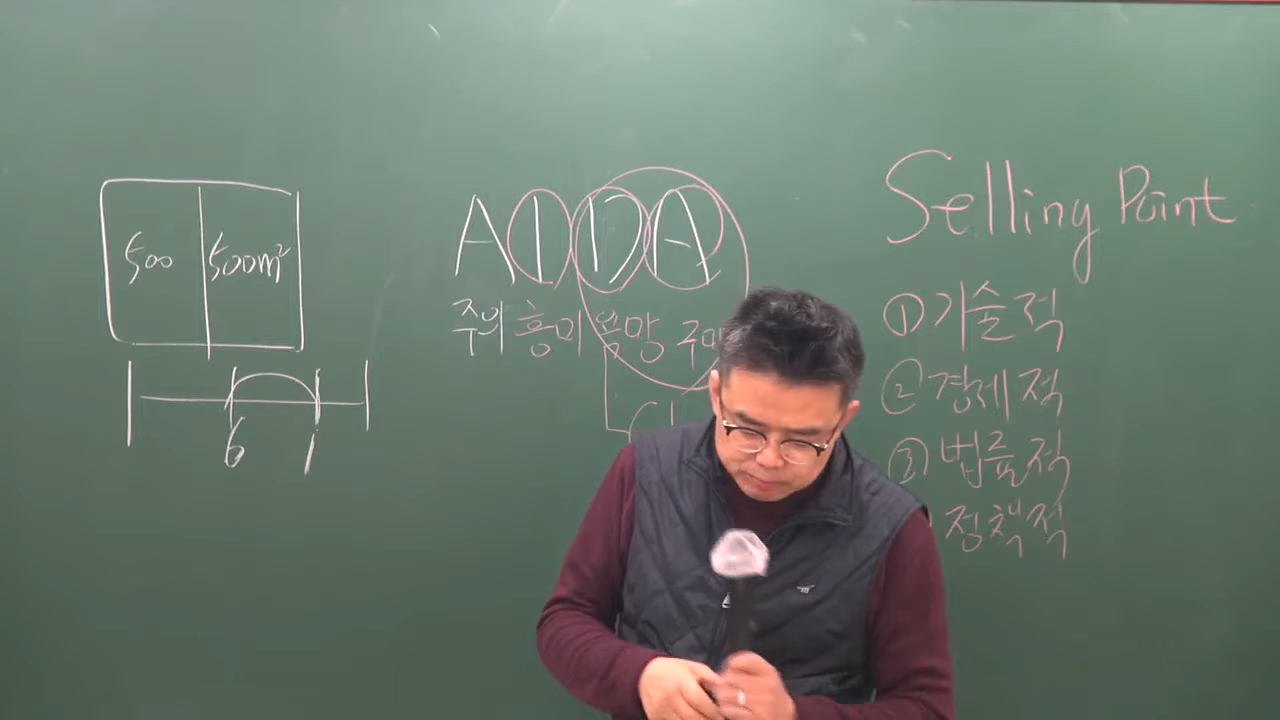 500
500m²
6
1
AIDA
주의 흥미 욕망
Selling Point
① 기술적
② 경제적
③ 법률적
정책적